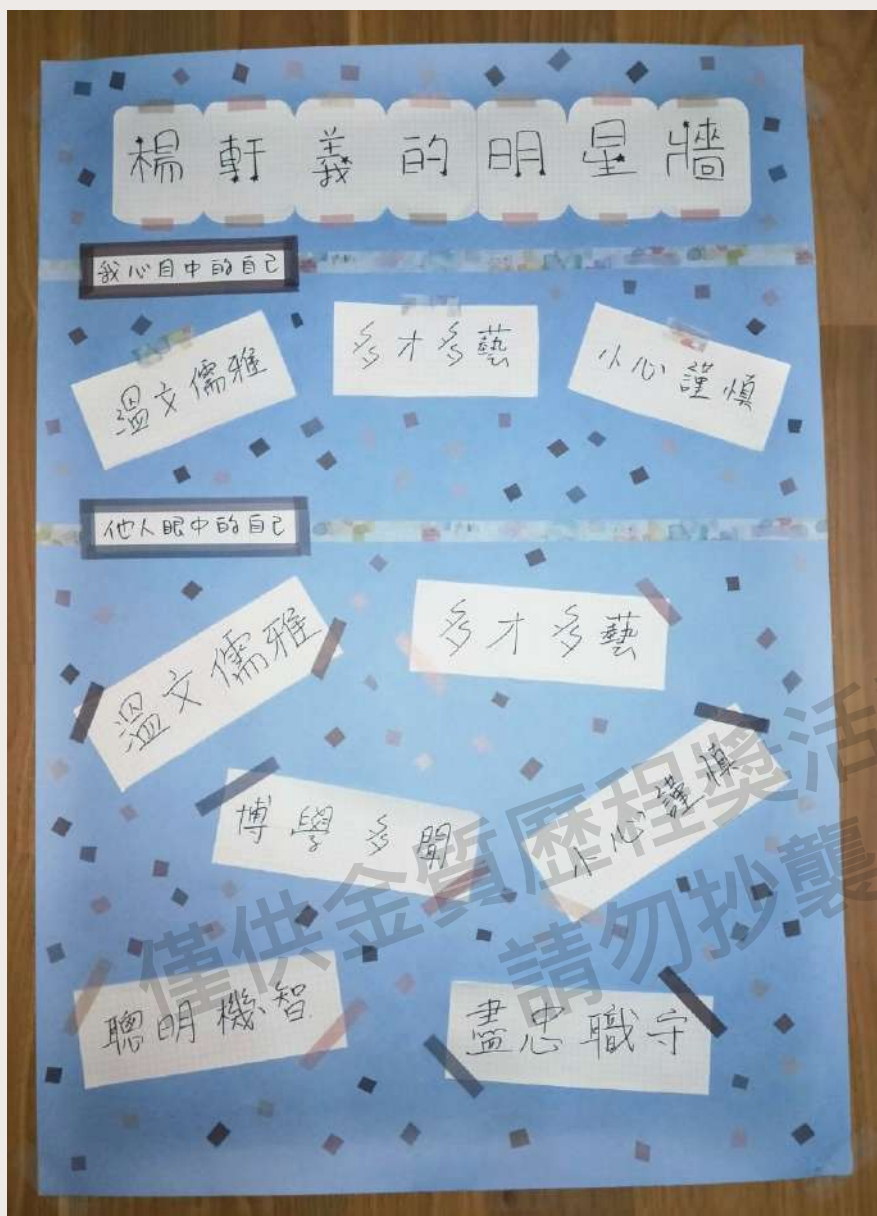 楊軒義的明星牆
我心目中的自己
溫文儒雅
多才多藝
小心謹慎
他人眼中的自己
溫文儒雅
多才多藝
博學多聞
小心謹慎
聰明機智
盡忠職守
僅供金質歷程獎活
請勿抄襲